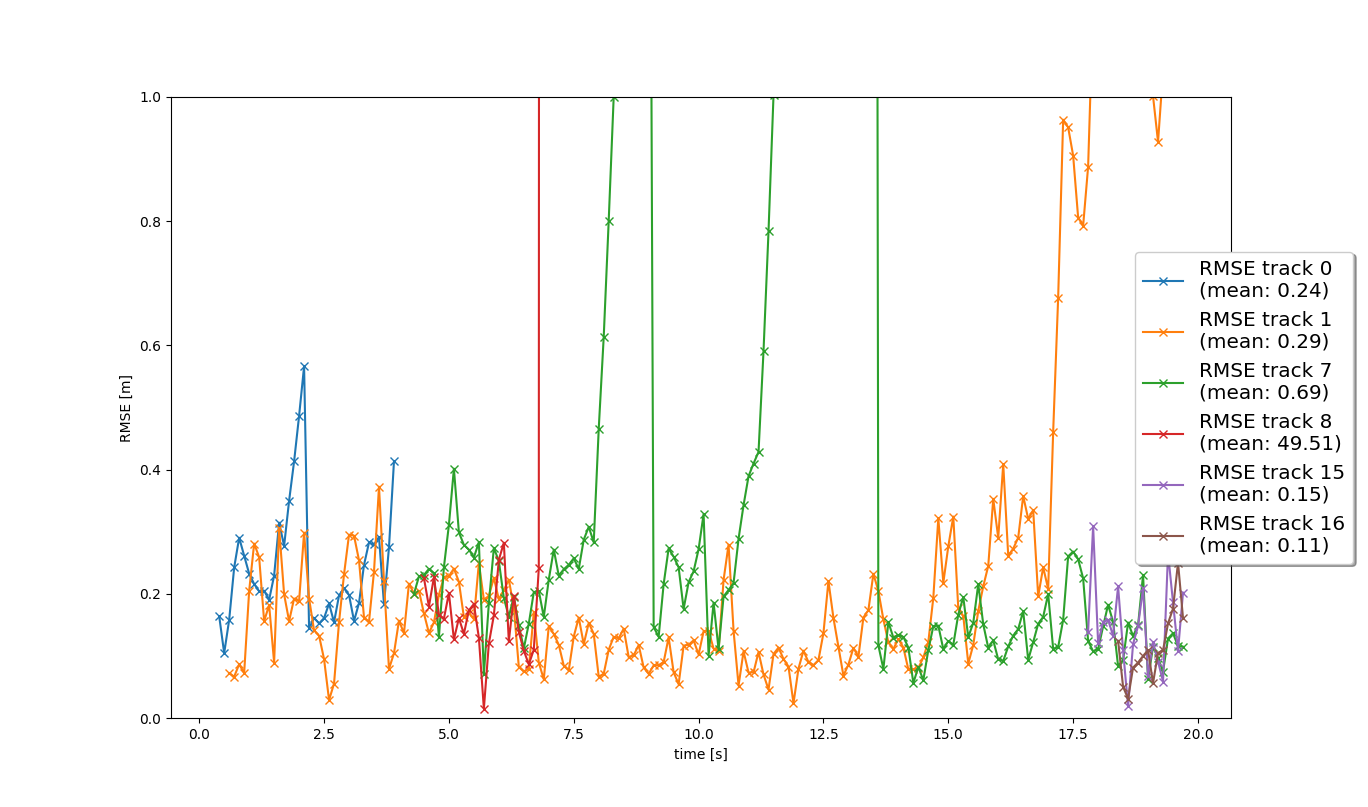 1.0
0.8
0.6
0.4
0.2
0.0
RMSE [m]
0.0 2.5 5.0 7.5 10.0 12.5 15.0 17.5 20.0
time [s]
RMSE track 0
(mean: 0.24)
RMSE track 1
(mean: 0.29)
RMSE track 7
(mean: 0.69)
RMSE track 8
(mean: 49.51)
RMSE track 15
(mean: 0.15)
RMSE track 16
(mean: 0.11)